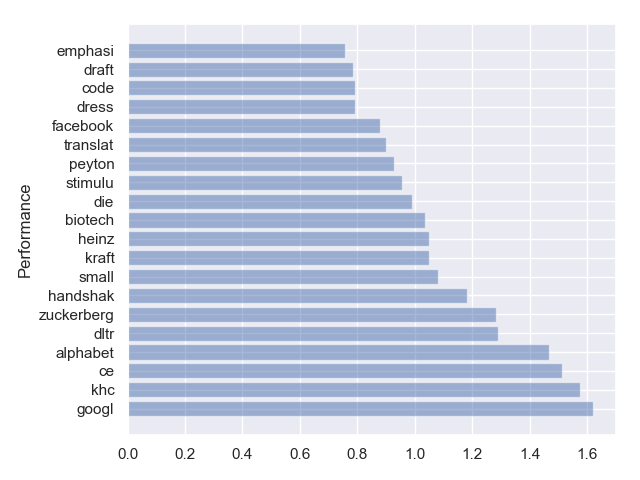 emphasi
draft
code
dress
facebook
translat
peyton
stimulu
die
biotech
heinz
kraft
small
handshak
zuckerberg
dltr
alphabet
ce
khc
googl
Performance
0.0 0.2 0.4 0.6 0.8 1.0 1.2 1.4 1.6